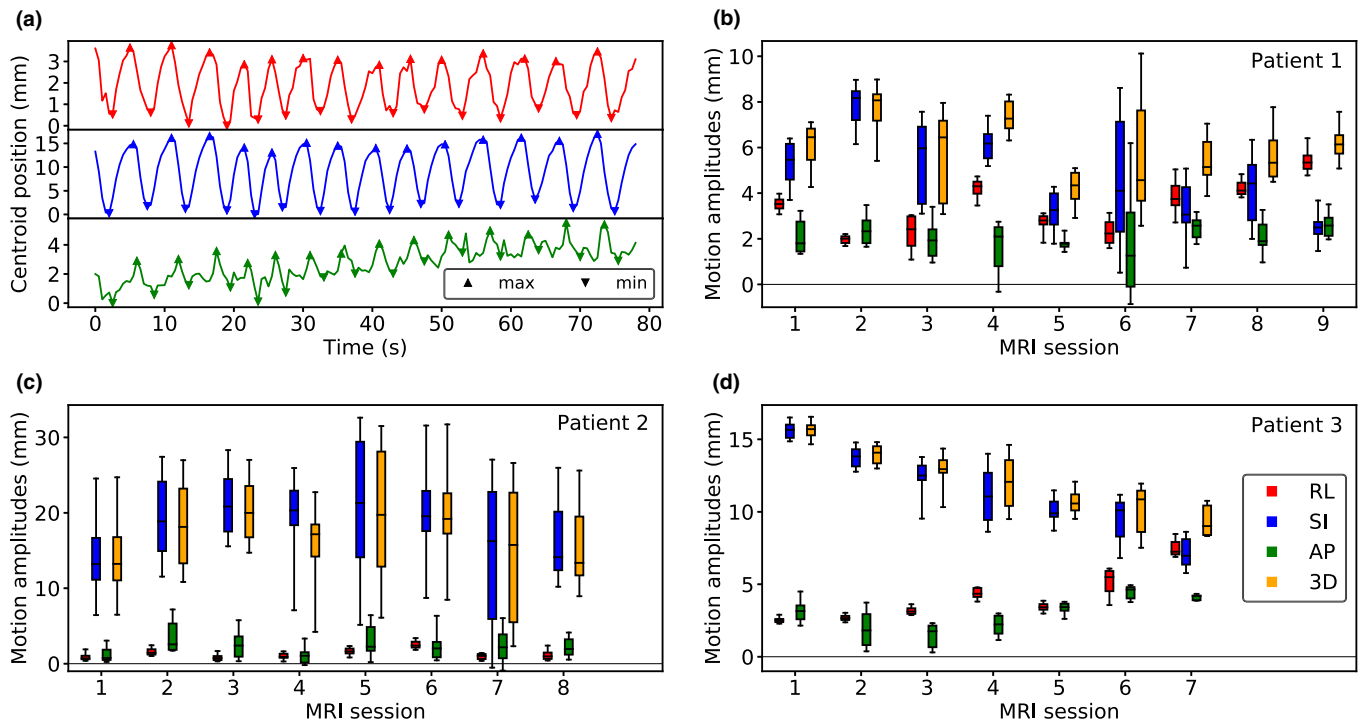 (a)
Centroid position (mm)
3
2
1
0
15
10
5
0
4
2
0
max min
0 10 20 30 40 50 60 70 80
Time (s)
(b)
Patient 1
Motion amplitudes (mm)
10
8
6
4
2
0
1 2 3 4 5 6 7 8 9
MRI session
(c)
Patient 2
Motion amplitudes (mm)
30
20
10
0
1 2 3 4 5 6 7 8
MRI session
(d)
Patient 3
Motion amplitudes (mm)
15
10
5
0
RL
SI
AP
3D
1 2 3 4 5 6 7
MRI session